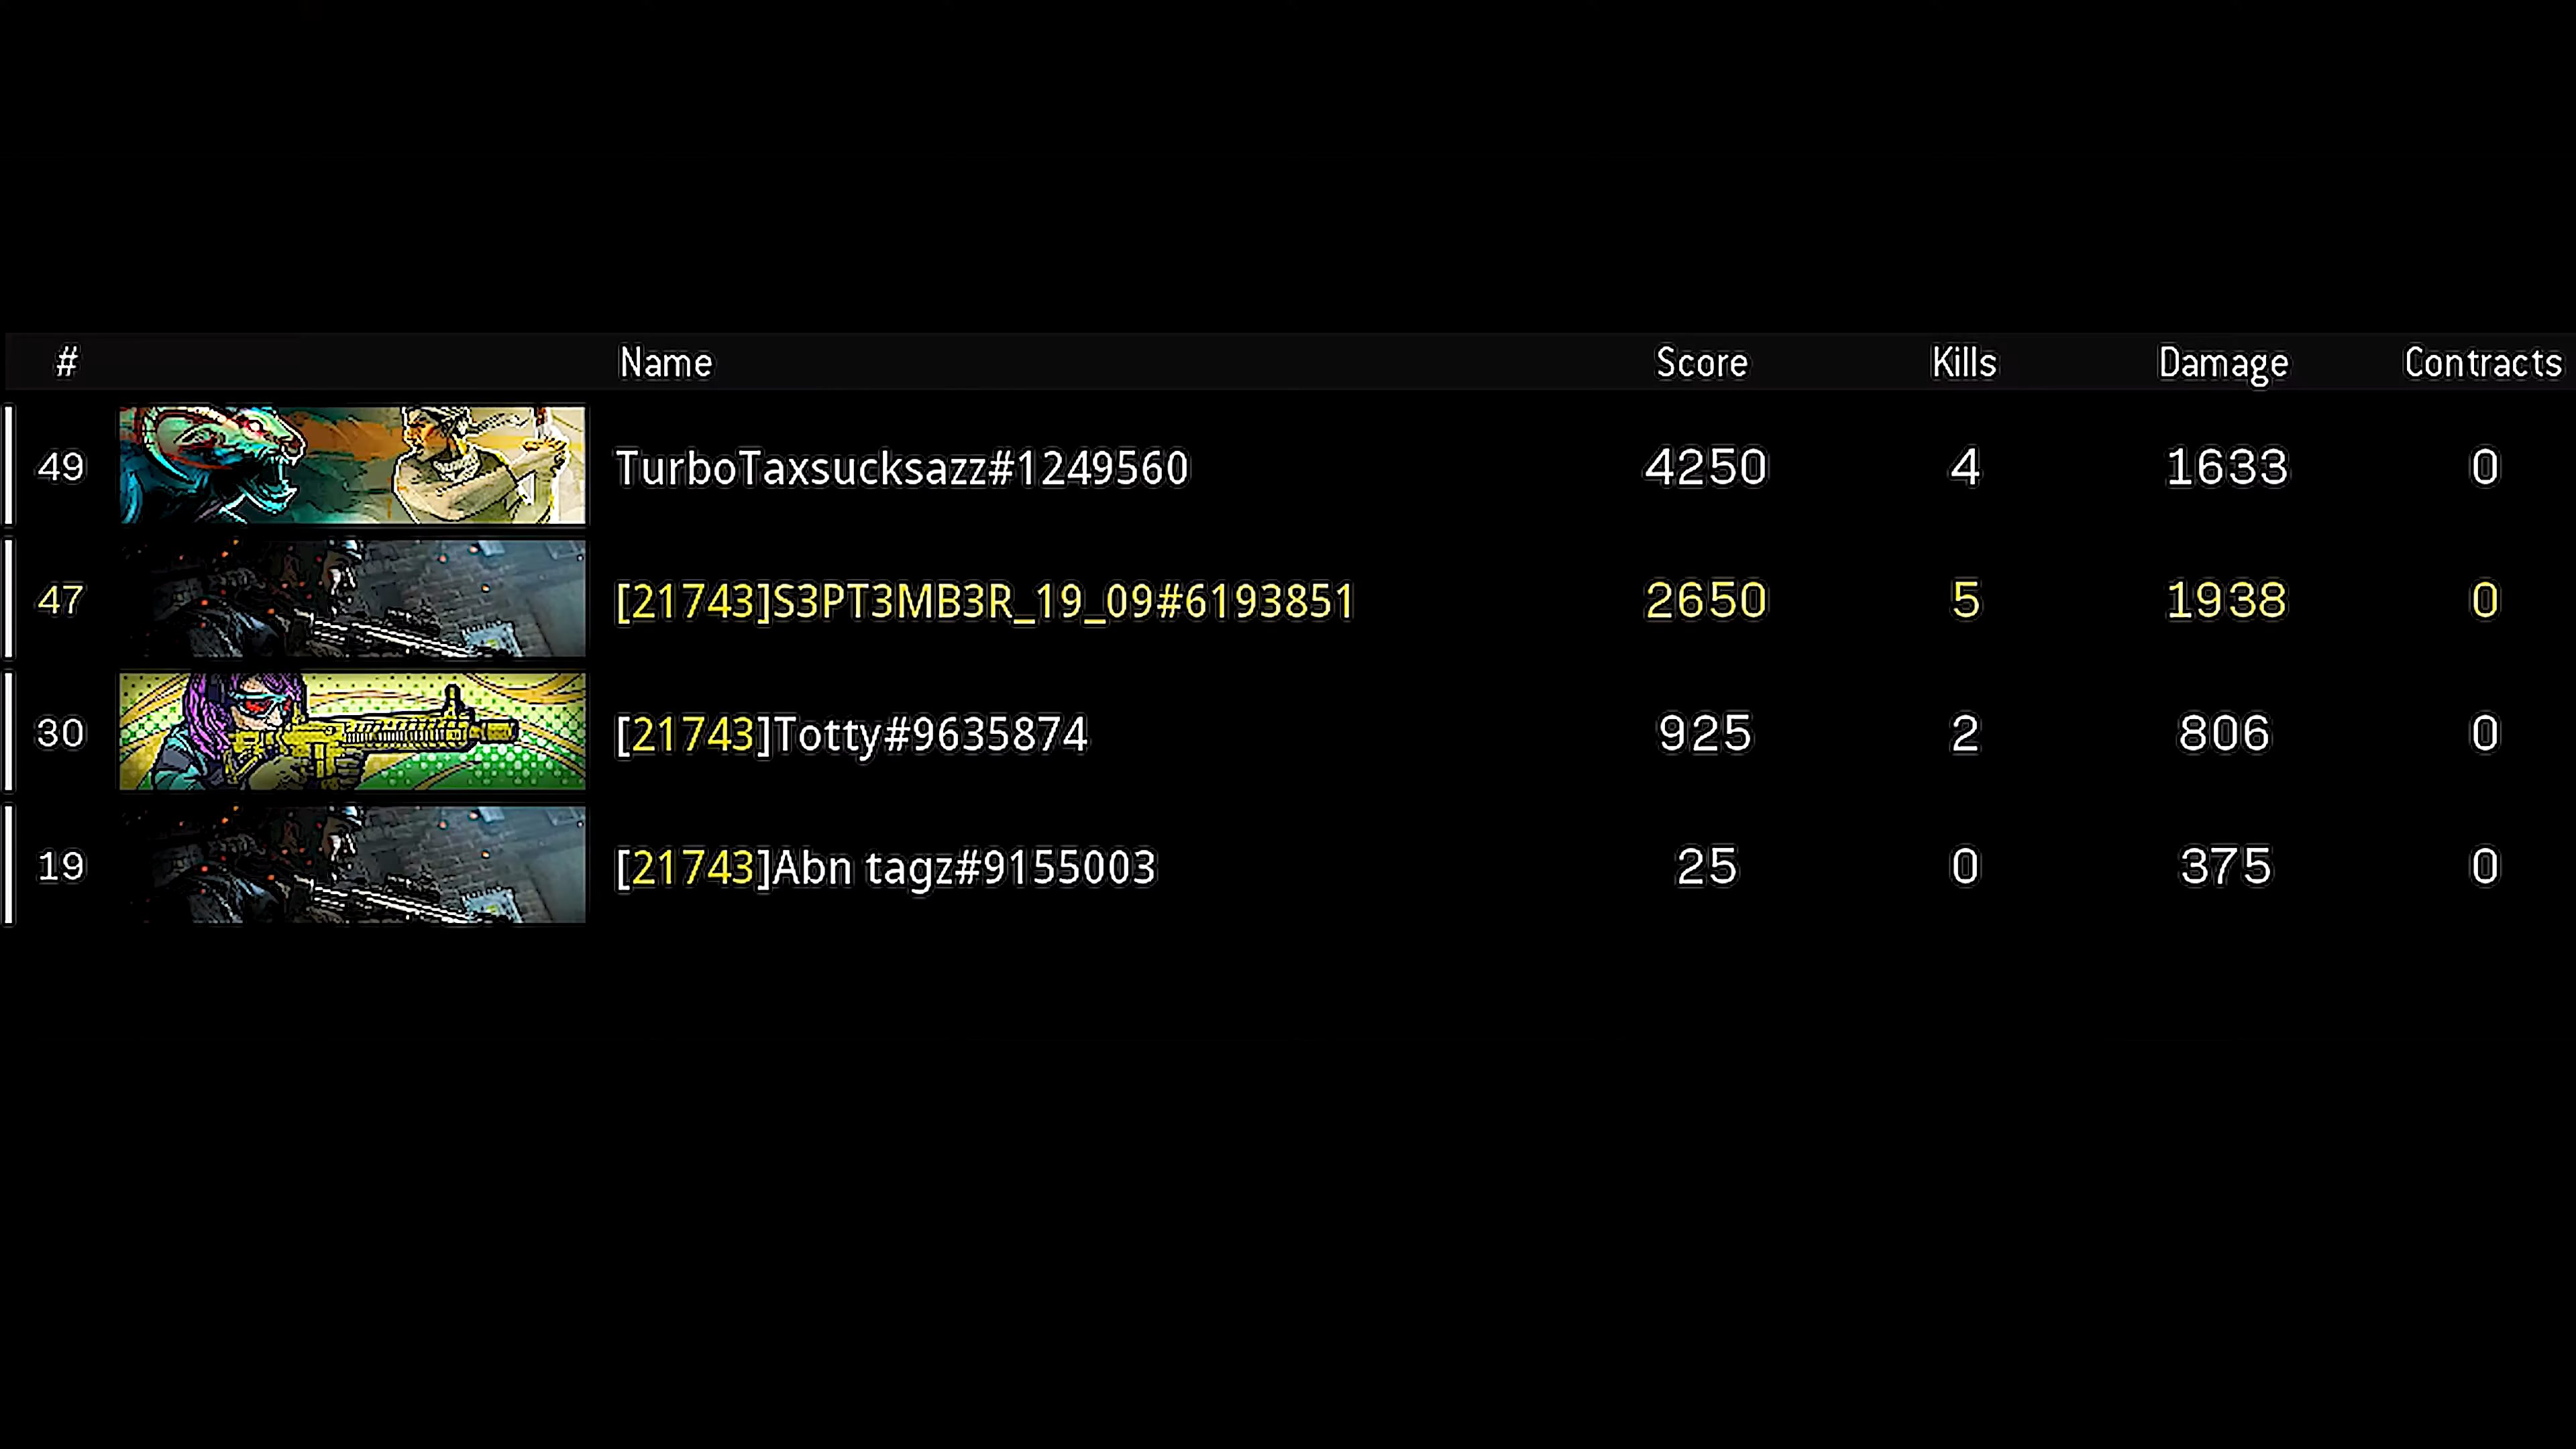 # Name Score Kills Damage Contracts
49 TurboTaxsucksazz#1249560 4250 4 1633 0
47 [21743]S3PT3MB3R_19_09#6193851 2650 5 1938 0
30 [21743]Totty#9635874 925 2 806 0
19 [21743]Abn tagz#9155003 25 0 375 0